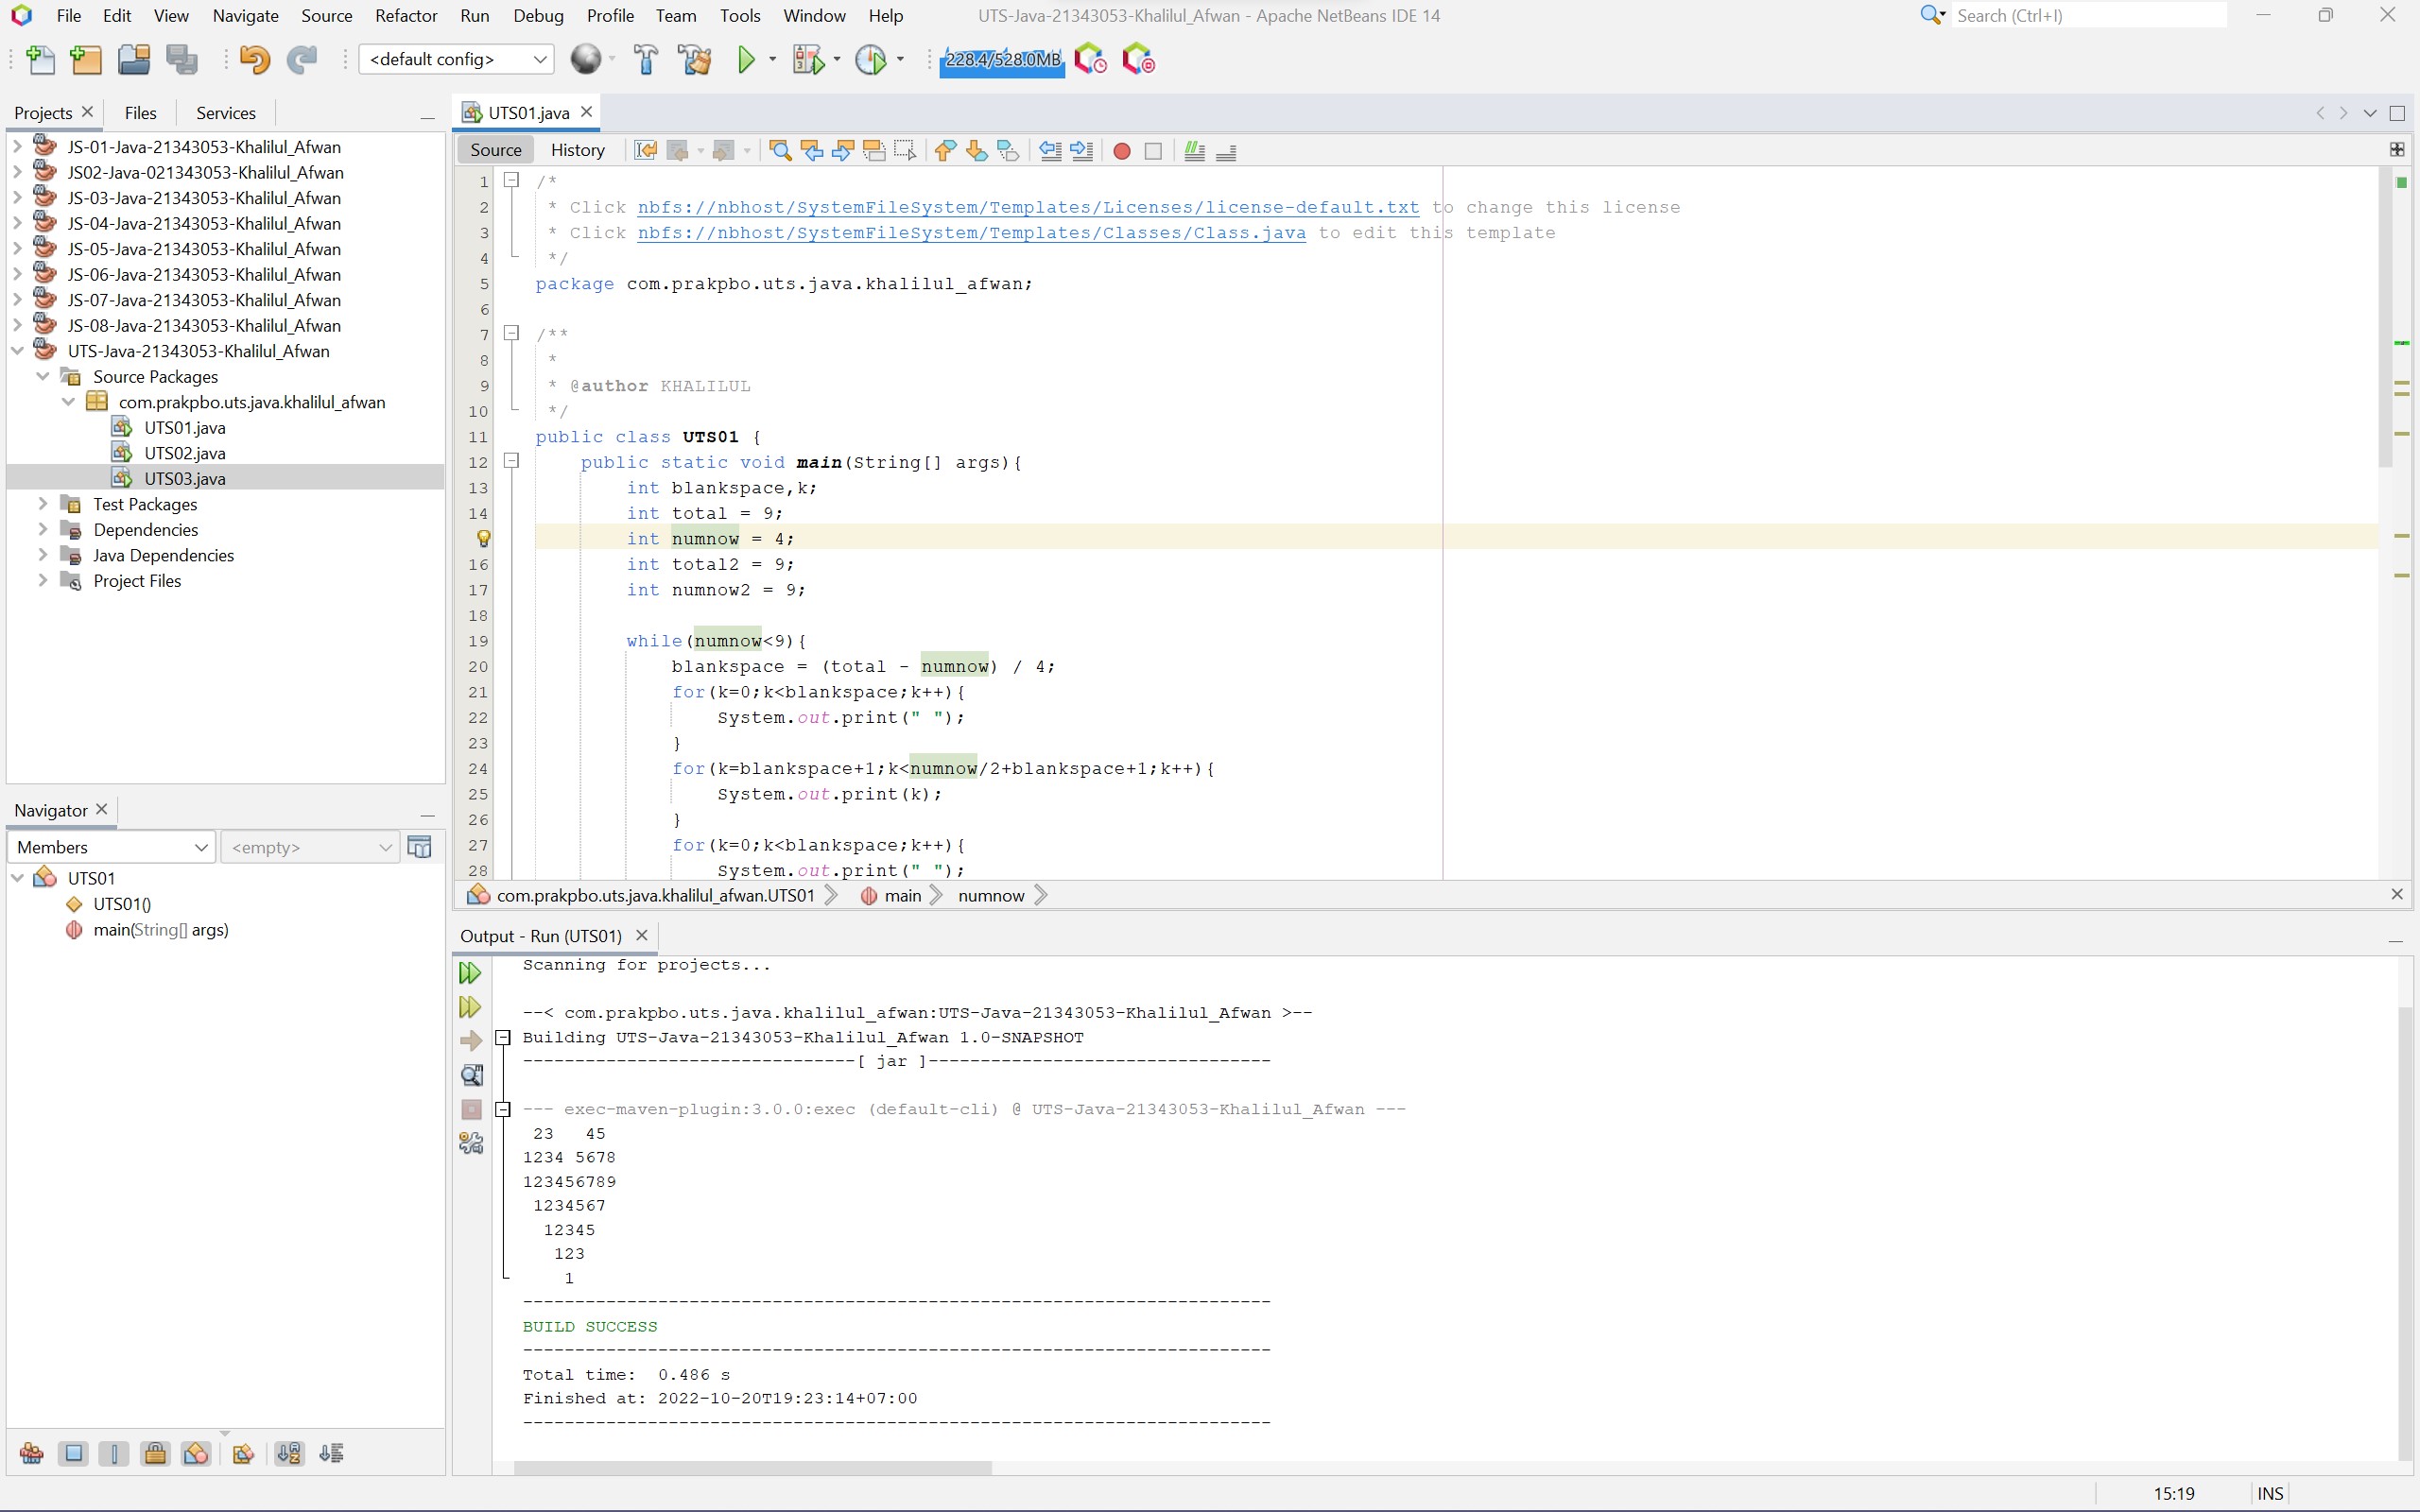 File Edit View Navigate Source Refactor Run Debug Profile Team Tools Window Help UTS-Java-21343053-Khalilul_Afwan - Apache NetBeans IDE 14 Search (Ctrl+I)
<default config> 228.4/528.0MB
Projects Files Services
UTS01.java
JS-01-Java-21343053-Khalilul_Afwan
JS02-Java-021343053-Khalilul_Afwan
JS-03-Java-21343053-Khalilul_Afwan
JS-04-Java-21343053-Khalilul_Afwan
JS-05-Java-21343053-Khalilul_Afwan
JS-06-Java-21343053-Khalilul_Afwan
JS-07-Java-21343053-Khalilul_Afwan
JS-08-Java-21343053-Khalilul_Afwan
UTS-Java-21343053-Khalilul_Afwan
Source Packages
com.prakpbo.uts.java.khalilul_afwan
UTS01.java
UTS02.java
UTS03.java
Test Packages
Dependencies
Java Dependencies
Project Files
Navigator
Members <empty>
UTS01
UTS01()
main(String[] args)
Source History
1 /*
2 * Click nbfs://nbhost/SystemFileSystem/Templates/Licenses/license-default.txt to change this license
3 * Click nbfs://nbhost/SystemFileSystem/Templates/Classes/Class.java to edit this template
4 */
5 package com.prakpbo.uts.java.khalilul_afwan;
6
7 /**
8 *
9 * @author KHALILUL
10 */
11 public class UTS01 {
12 public static void main(String[] args){
13 int blankspace,k;
14 int total = 9;
int numnow = 4;
16 int total2 = 9;
17 int numnow2 = 9;
18
19 while(numnow<9){
20 blankspace = (total - numnow) / 4;
21 for(k=0;k<blankspace;k++){
22 System.out.print(" ");
23 }
24 for(k=blankspace+1;k<numnow/2+blankspace+1;k++){
25 System.out.print(k);
26 }
27 for(k=0;k<blankspace;k++){
28 System.out.print(" ");
com.prakpbo.uts.java.khalilul_afwan.UTS01 main numnow
Output - Run (UTS01)
Scanning for projects...
--< com.prakpbo.uts.java.khalilul_afwan:UTS-Java-21343053-Khalilul_Afwan >--
Building UTS-Java-21343053-Khalilul_Afwan 1.0-SNAPSHOT
--------------------------------[ jar ]---------------------------------
--- exec-maven-plugin:3.0.0:exec (default-cli) @ UTS-Java-21343053-Khalilul_Afwan ---
 23   45
1234 5678
123456789
 1234567
  12345
   123
    1
------------------------------------------------------------------------
BUILD SUCCESS
------------------------------------------------------------------------
Total time:  0.486 s
Finished at: 2022-10-20T19:23:14+07:00
------------------------------------------------------------------------
15:19 INS